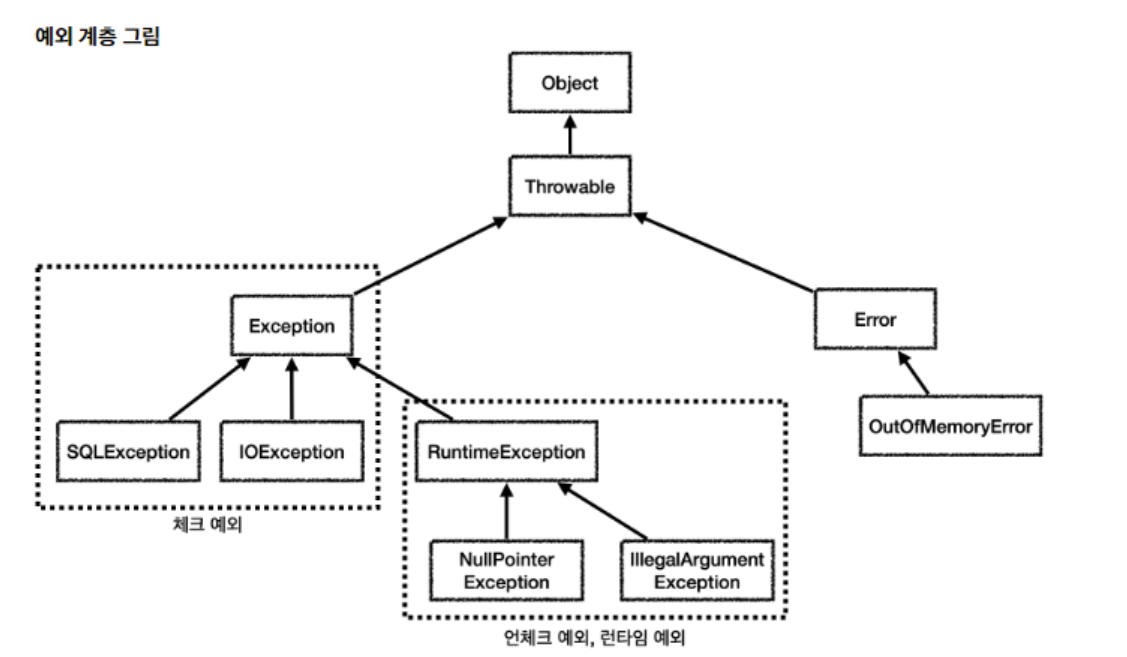 예외 계층 그림
Object
Throwable
Exception
Error
SQLException
IOException
RuntimeException
OutOfMemoryError
체크 예외
NullPointer
Exception
IllegalArgument
Exception
언체크 예외, 런타임 예외